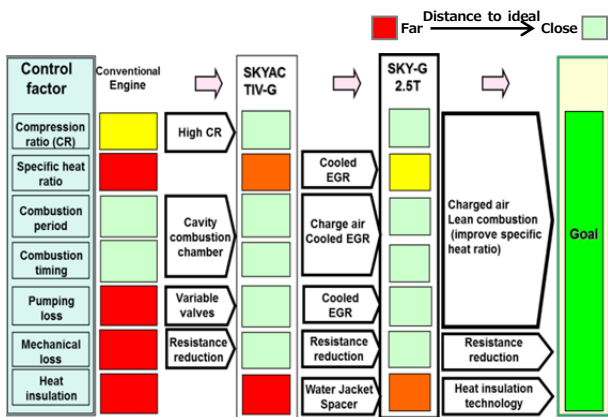 Distance to ideal
Far
Close
Control
factor
Conventional
Engine
SKYAC
TIV-G
SKY-G
2.5T
Compression
ratio (CR)
High CR
Specific heat
ratio
Cooled
EGR
Combustion
period
Combustion
timing
Cavity
combustion
chamber
Charge air
Cooled EGR
Charged air
Lean combustion
(improve specific
heat ratio)
Goal
Pumping
loss
Variable
valves
Cooled
EGR
Mechanical
loss
Resistance
reduction
Resistance
reduction
Resistance
reduction
Heat
insulation
Water Jacket
Spacer
Heat insulation
technology